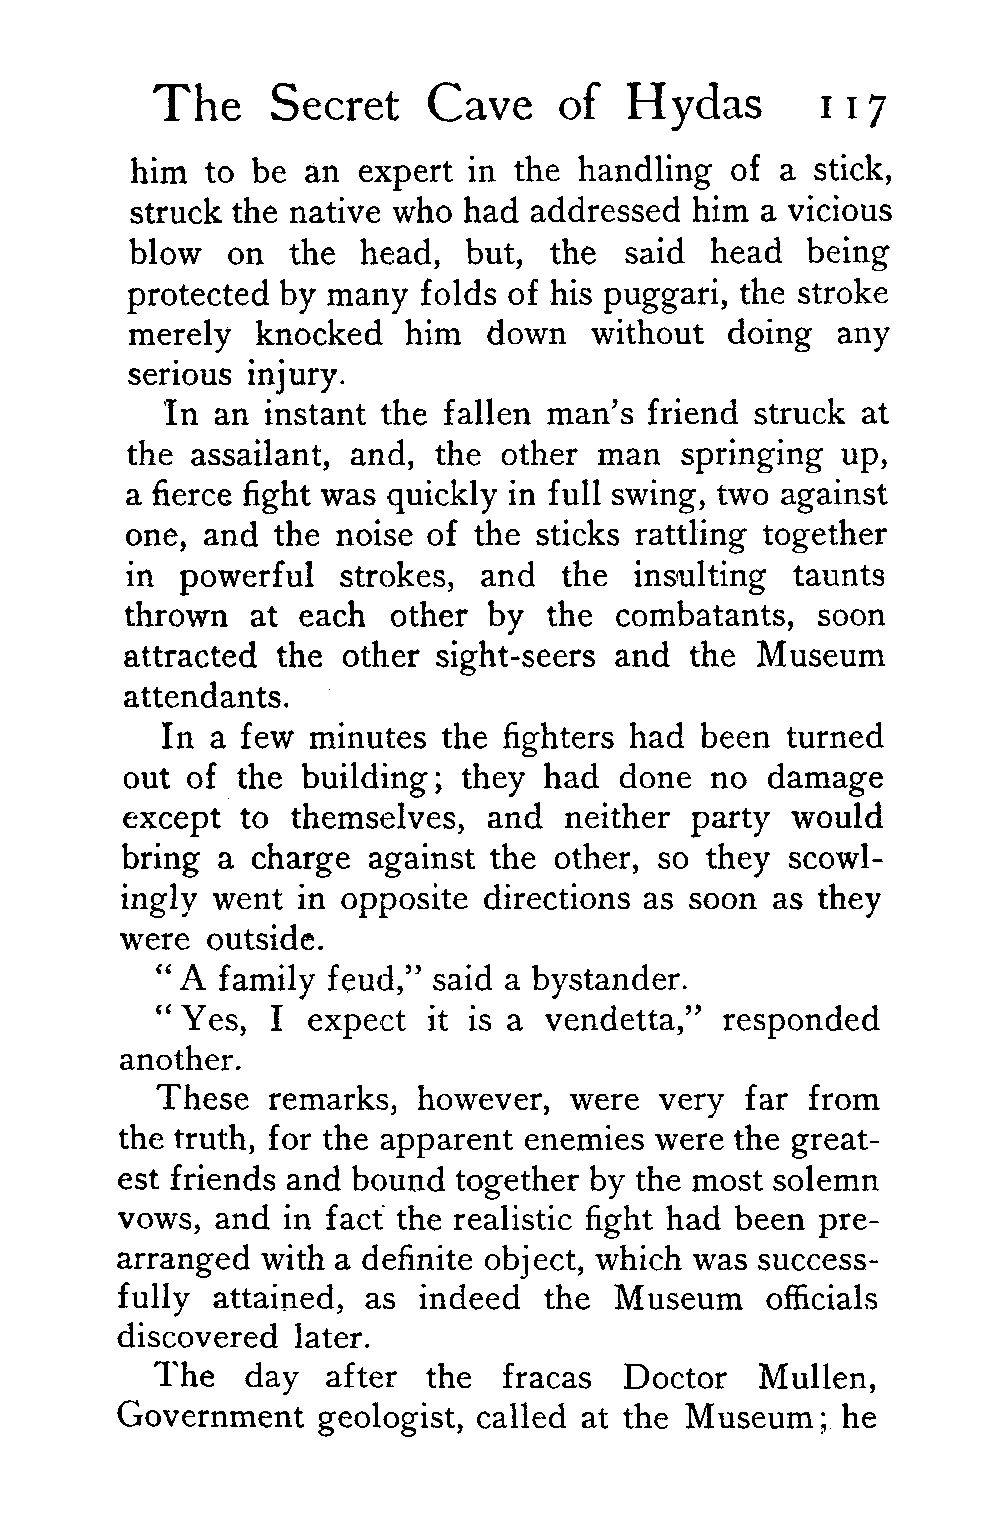 The Secret Cave of Hydas 117
him to be an expert in the handling of a stick,
struck the native who had addressed him a vicious
blow on the head, but, the said head being
protected by many folds of his puggari, the stroke
merely knocked him down without doing any
serious injury.
In an instant the fallen man's friend struck at
the assailant, and, the other man springing up,
a fierce fight was quickly in full swing, two against
one, and the noise of the sticks rattling together
in powerful strokes, and the insulting taunts
thrown at each other by the combatants, soon
attracted the other sight-seers and the Museum
attendants.
In a few minutes the fighters had been turned
out of the building; they had done no damage
except to themselves, and neither party would
bring a charge against the other, so they scowl-
ingly went in opposite directions as soon as they
were outside.
"A family feud," said a bystander.
"Yes, I expect it is a vendetta," responded
another.
These remarks, however, were very far from
the truth, for the apparent enemies were the great-
est friends and bound together by the most solemn
vows, and in fact the realistic fight had been pre-
arranged with a definite object, which was success-
fully attained, as indeed the Museum officials
discovered later.
The day after the fracas Doctor Mullen,
Government geologist, called at the Museum; he